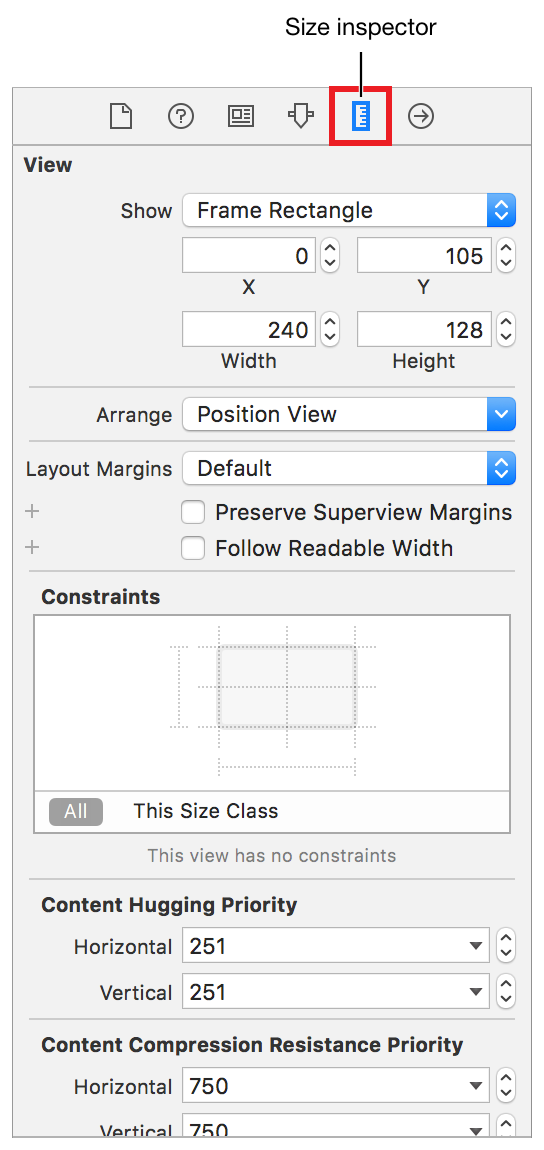 Size inspector
View
Show Frame Rectangle
0 105
X Y
240 128
Width Height
Arrange Position View
Layout Margins Default
Preserve Superview Margins
Follow Readable Width
Constraints
All This Size Class
This view has no constraints
Content Hugging Priority
Horizontal 251
Vertical 251
Content Compression Resistance Priority
Horizontal 750
Vertical 750